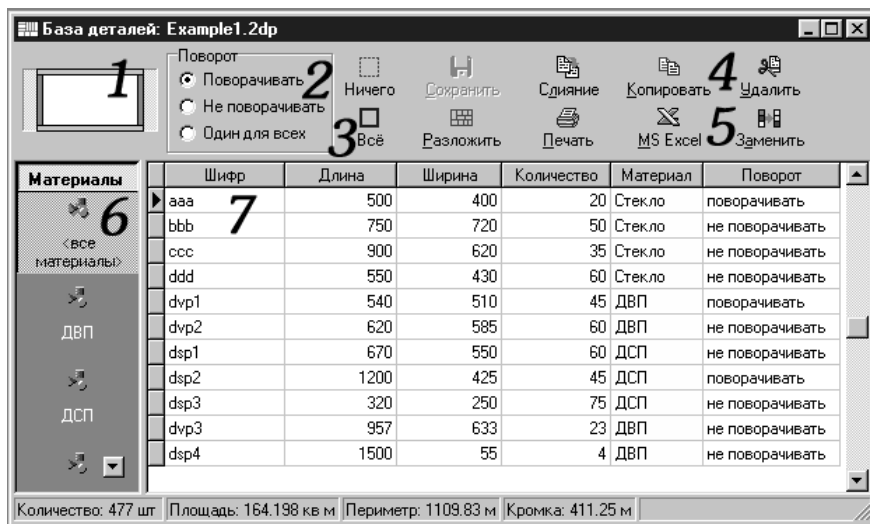 База деталей: Example1.2dp
1
Поворот
Поворачивать
Не поворачивать
Один для всех
2
3
Ничего
Сохранить
Слияние
Копировать
4
Удалить
Всё
Разложить
Печать
MS Excel
5
Заменить
Материалы
6
<все
материалы>
ДВП
ДСП
Шифр Длина Ширина Количество Материал Поворот
7
aaa 500 400 20 Стекло поворачивать
bbb 750 720 50 Стекло не поворачивать
ccc 900 620 35 Стекло не поворачивать
ddd 550 430 60 Стекло не поворачивать
dvp1 540 510 45 ДВП поворачивать
dvp2 620 585 60 ДВП не поворачивать
dsp1 670 550 60 ДСП не поворачивать
dsp2 1200 425 45 ДСП поворачивать
dsp3 320 250 75 ДСП не поворачивать
dvp3 957 633 23 ДВП не поворачивать
dsp4 1500 55 4 ДВП не поворачивать
Количество: 477 шт Площадь: 164.198 кв м Периметр: 1109.83 м Кромка: 411.25 м